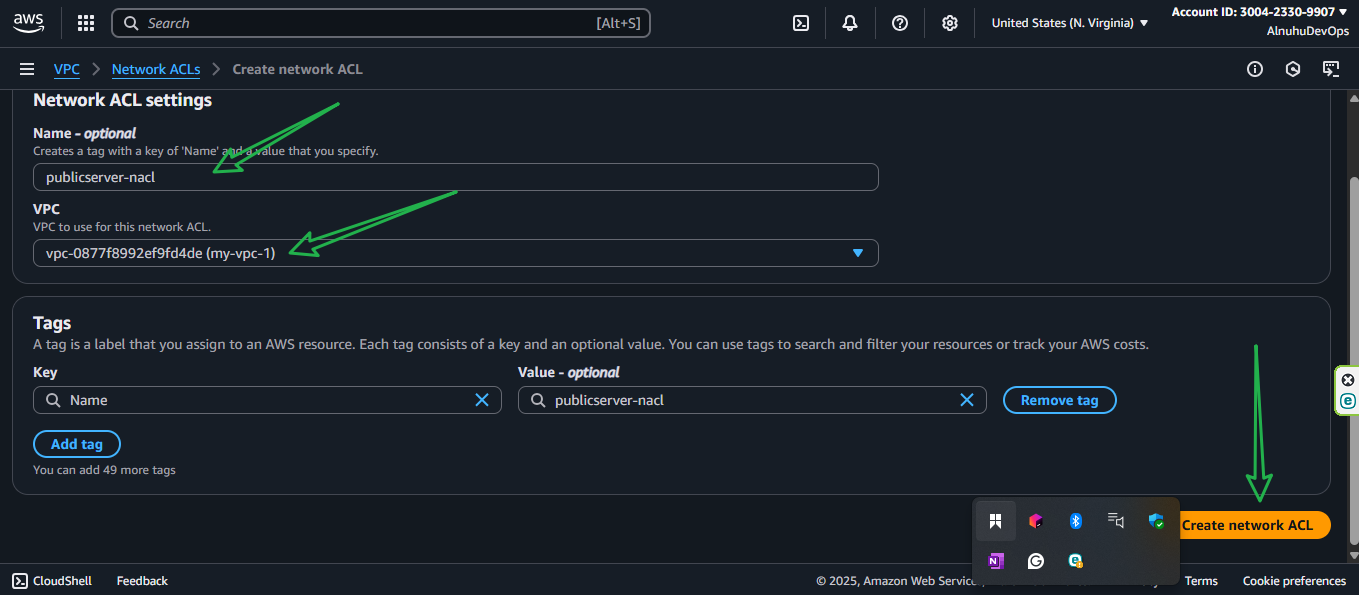 aws
Search
[Alt+S]
United States (N. Virginia)
Account ID: 3004-2330-9907
AlnuhuDevOps
VPC
Network ACLs
Create network ACL
Network ACL settings
Name - optional
Creates a tag with a key of 'Name' and a value that you specify.
publicserver-nacl
VPC
VPC to use for this network ACL.
vpc-0877f8992ef9fd4de (my-vpc-1)
Tags
A tag is a label that you assign to an AWS resource. Each tag consists of a key and an optional value. You can use tags to search and filter your resources or track your AWS costs.
Key
Value - optional
Name
publicserver-nacl
Remove tag
Add tag
You can add 49 more tags
Create network ACL
CloudShell
Feedback
© 2025, Amazon Web
Terms
Cookie preferences